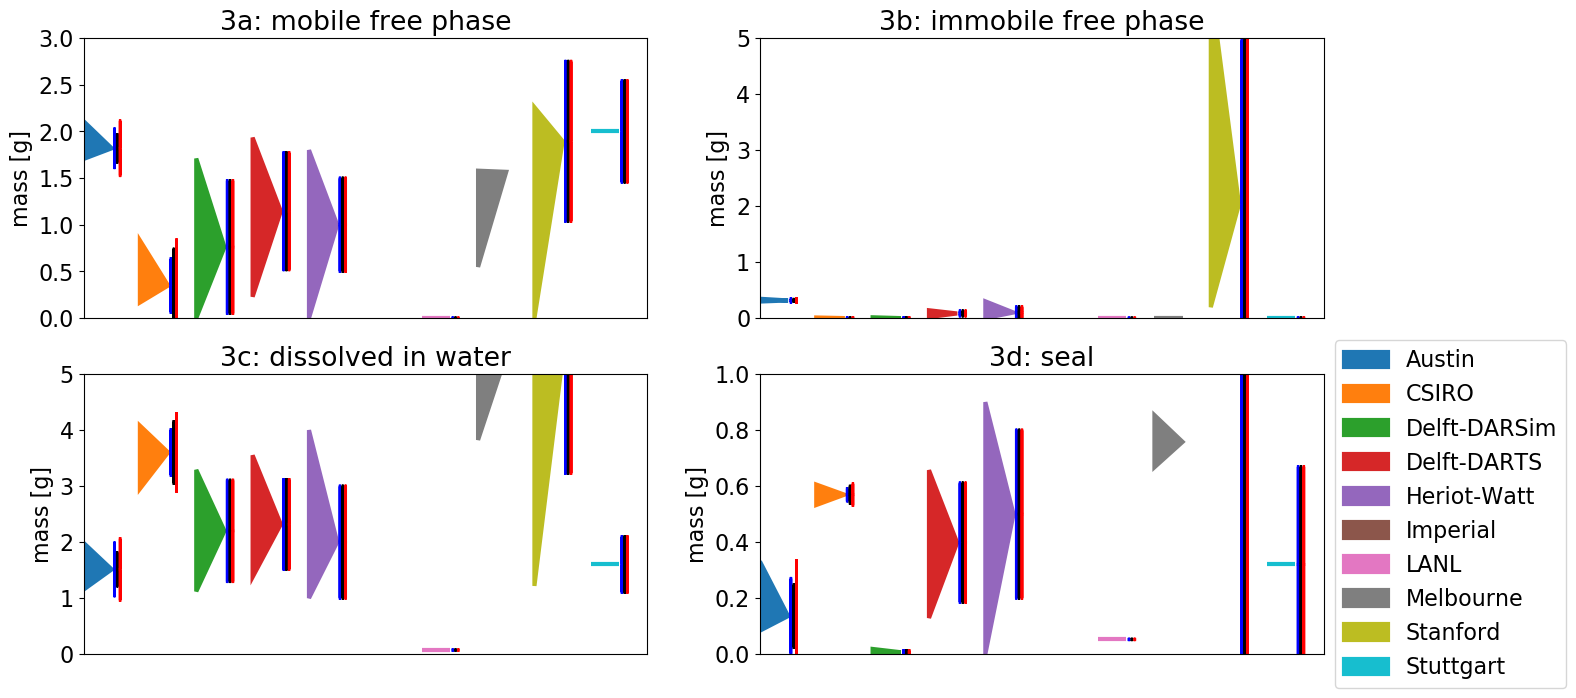 3a: mobile free phase
3b: immobile free phase
3.0
2.5
2.0
1.5
1.0
0.5
0.0
mass [g]
5
4
3
2
1
0
mass [g]
3c: dissolved in water
3d: seal
5
4
3
2
1
0
mass [g]
1.0
0.8
0.6
0.4
0.2
0.0
mass [g]
Austin
CSIRO
Delft-DARSim
Delft-DARTS
Heriot-Watt
Imperial
LANL
Melbourne
Stanford
Stuttgart